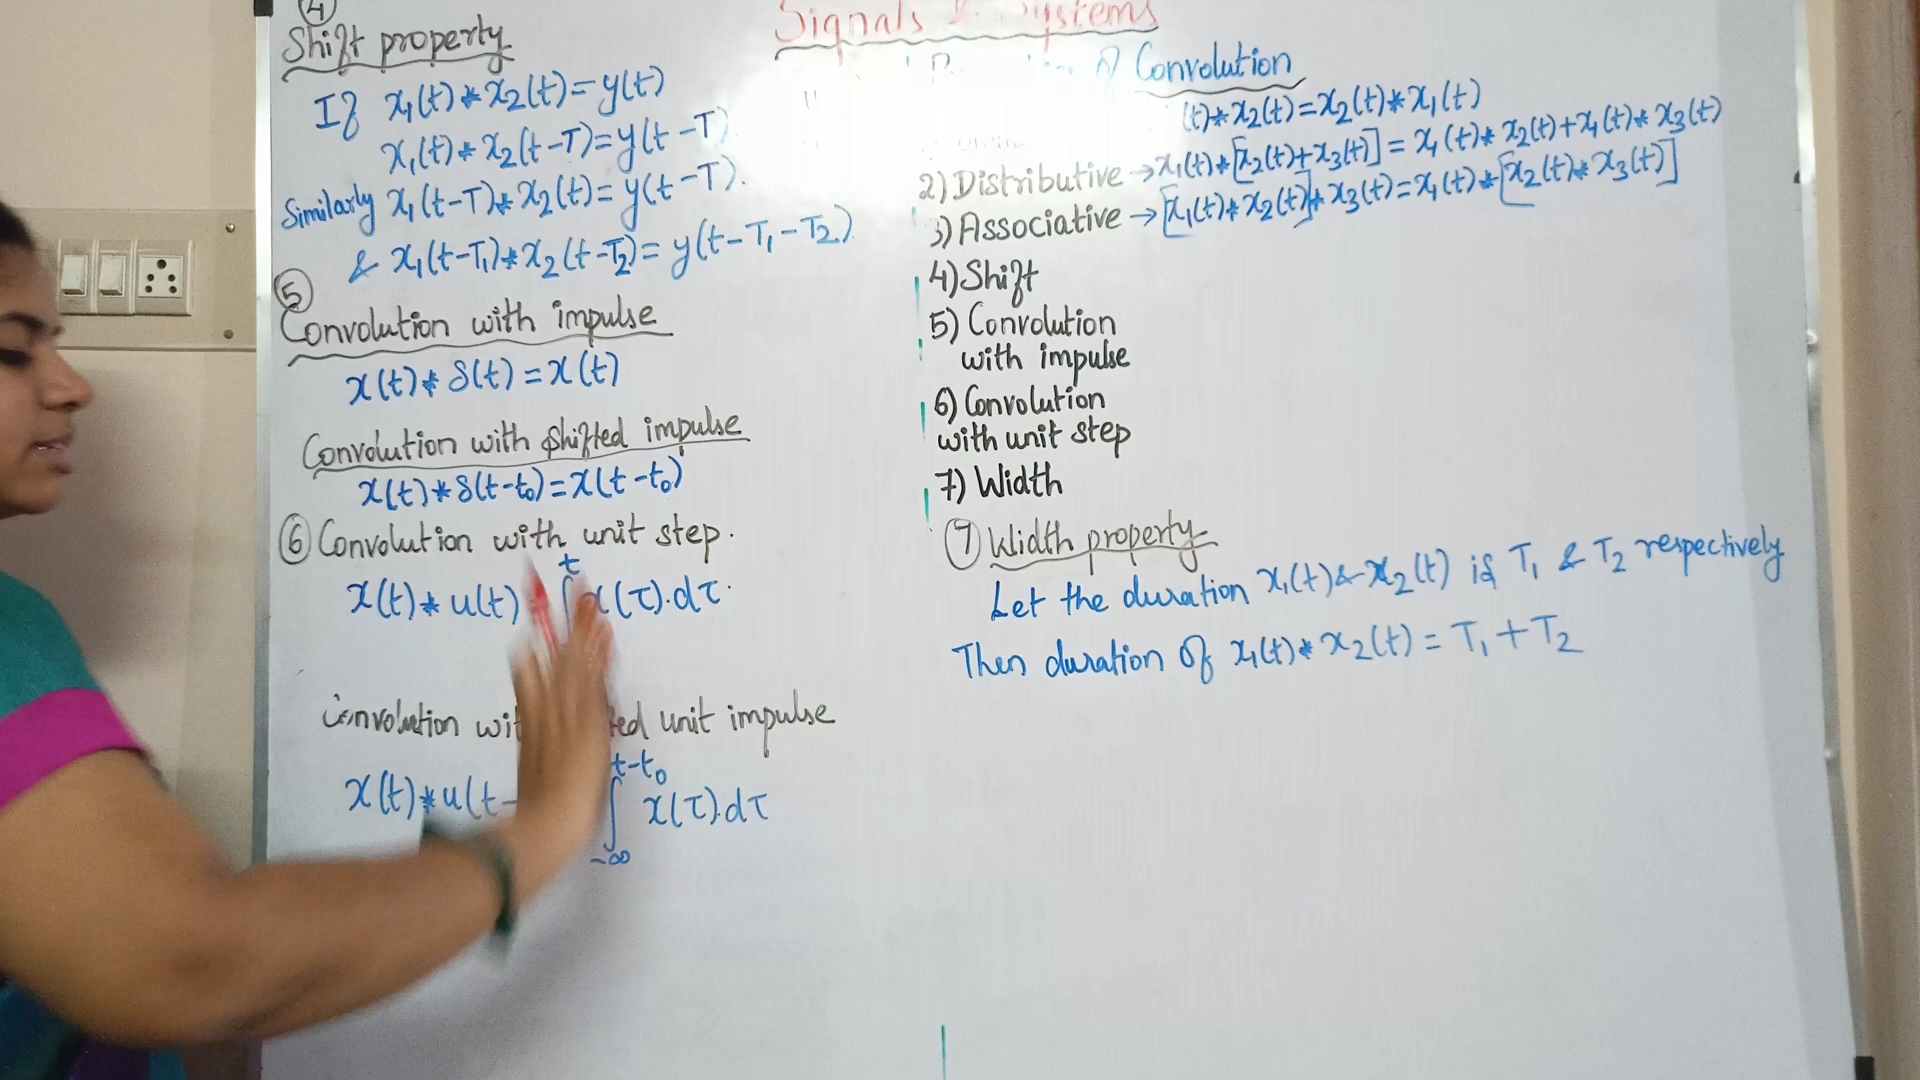 4
Shift property
If x₁(t)*x₂(t)=y(t)
x₁(t)*x₂(t-T)=y(t-T)
Similarly x₁(t-T)*x₂(t)=y(t-T).
& x₁(t-T₁)*x₂(t-T₂)= y(t-T₁-T₂)
5
Convolution with impulse
x(t)*δ(t)=x(t)
Convolution with shifted impulse
x(t)*δ(t-t₀)=x(t-t₀)
6 Convolution with unit step.
x(t)*u(t) ∫ t x(τ).dτ.
Convolution unit impulse
x(t)*u(t- ∫ t-t₀ -∞ x(τ).dτ
Signals & Systems
of Convolution
(t)*x₂(t)=x₂(t)*x₁(t)
2) Distributive →x₁(t)*[x₂(t)+x₃(t)]= x₁(t)*x₂(t)+x₁(t)*x₃(t)
3) Associative →[x₁(t)*x₂(t)]*x₃(t)=x₁(t)*[x₂(t)*x₃(t)]
4) Shift
5) Convolution
with impulse
6) Convolution
with unit step
7) Width
7 Width property
Let the duration x₁(t)&x₂(t) is T₁ & T₂ respectively
Then duration of x₁(t)*x₂(t) = T₁+T₂